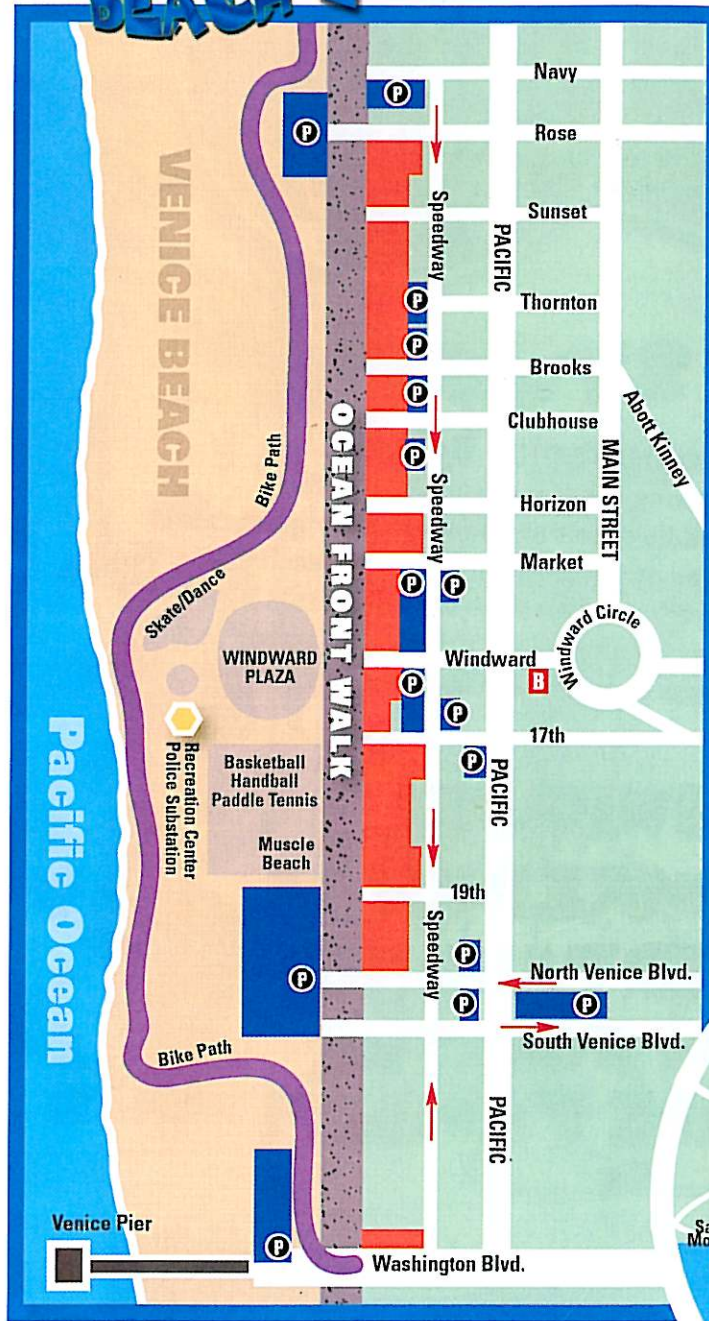 BEACH
Navy
P
P
Rose
VENICE BEACH
Speedway
Sunset
PACIFIC
P
Thornton
P
Brooks
P
Clubhouse
Abott Kinney
OCEAN FRONT WALK
Bike Path
P
Speedway
MAIN STREET
Horizon
Market
P
P
Skate/Dance
Windward Circle
WINDWARD
PLAZA
Windward
B
P
P
17th
Pacific Ocean
Recreation Center
Police Substation
Basketball
Handball
Paddle Tennis
Muscle
Beach
P
PACIFIC
19th
Speedway
P
P
North Venice Blvd.
P
P
South Venice Blvd.
Bike Path
PACIFIC
Venice Pier
P
Washington Blvd.